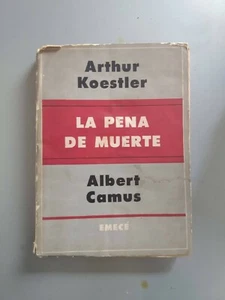 Arthur
Koestler
LA PENA
DE MUERTE
Albert
Camus
EMECÉ